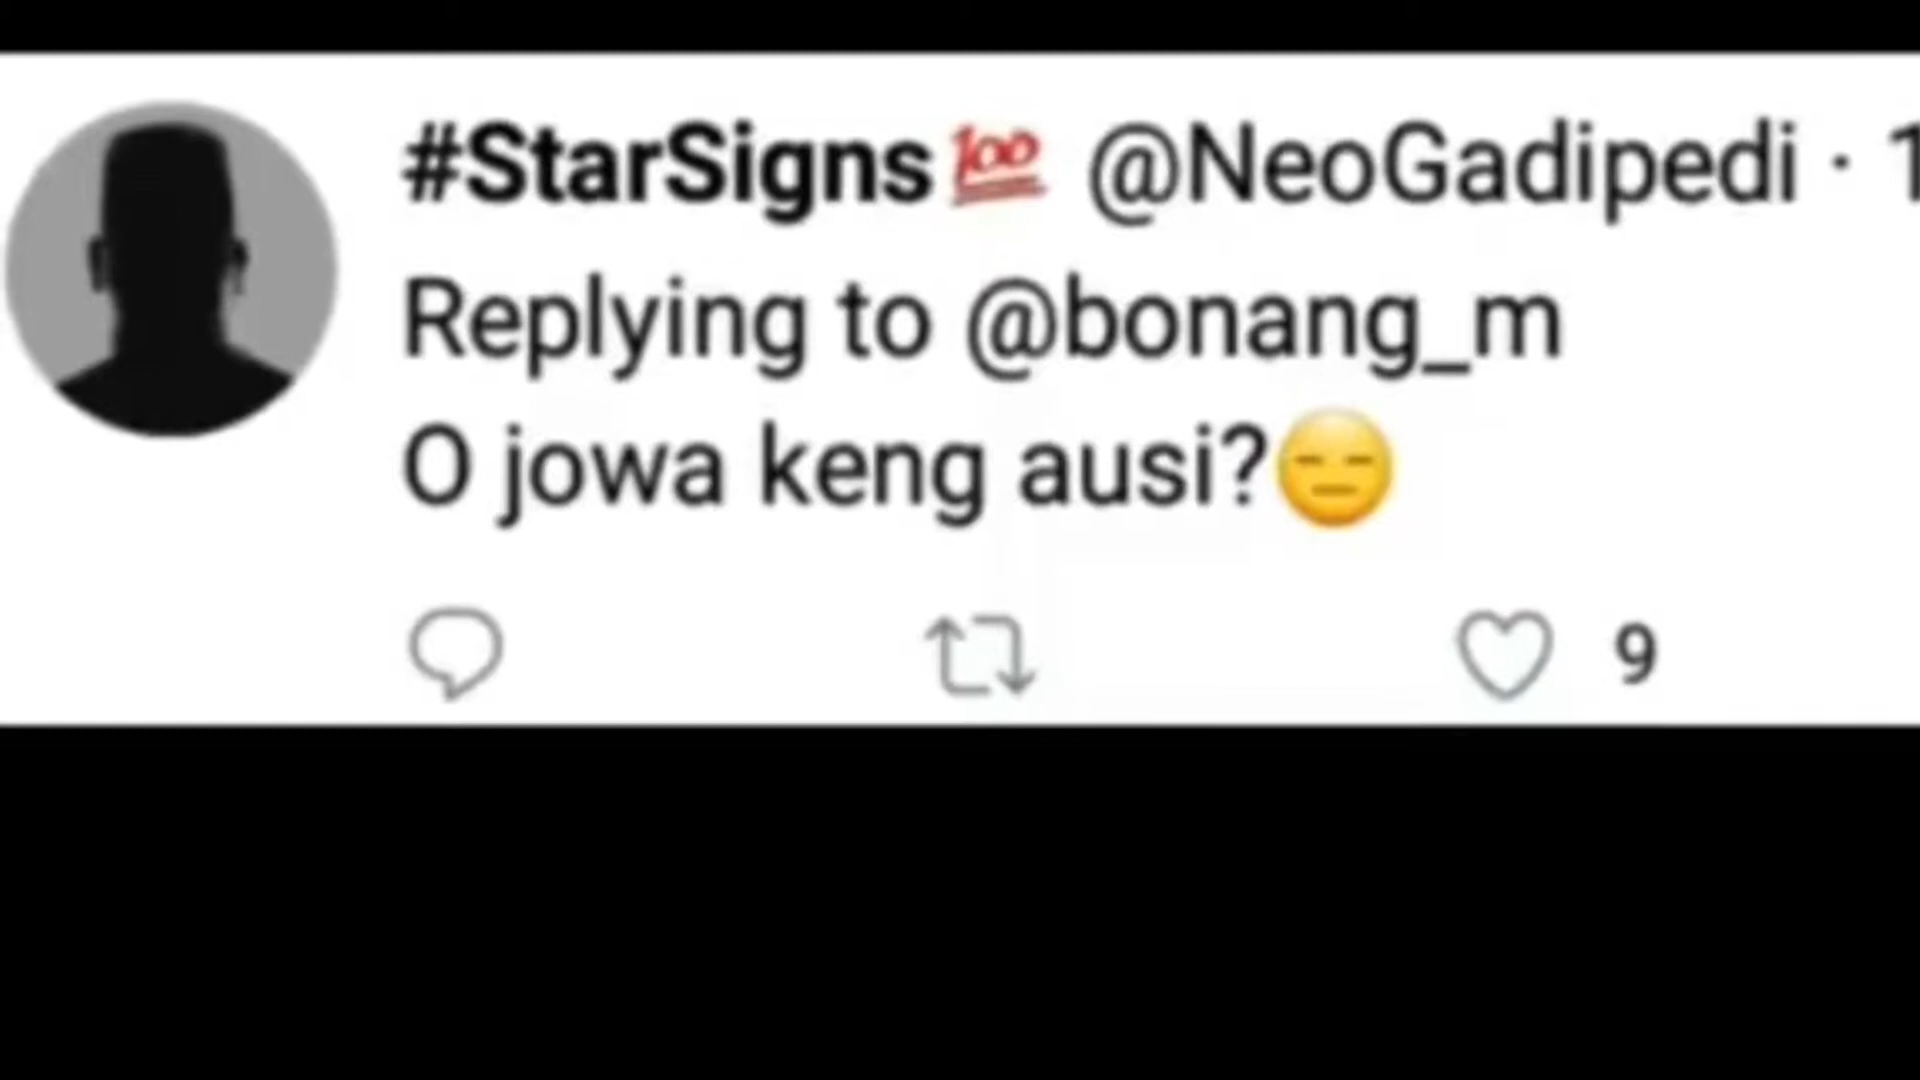 #StarSigns💯 @NeoGadipedi · 1
Replying to @bonang_m
O jowa keng ausi?😑
9